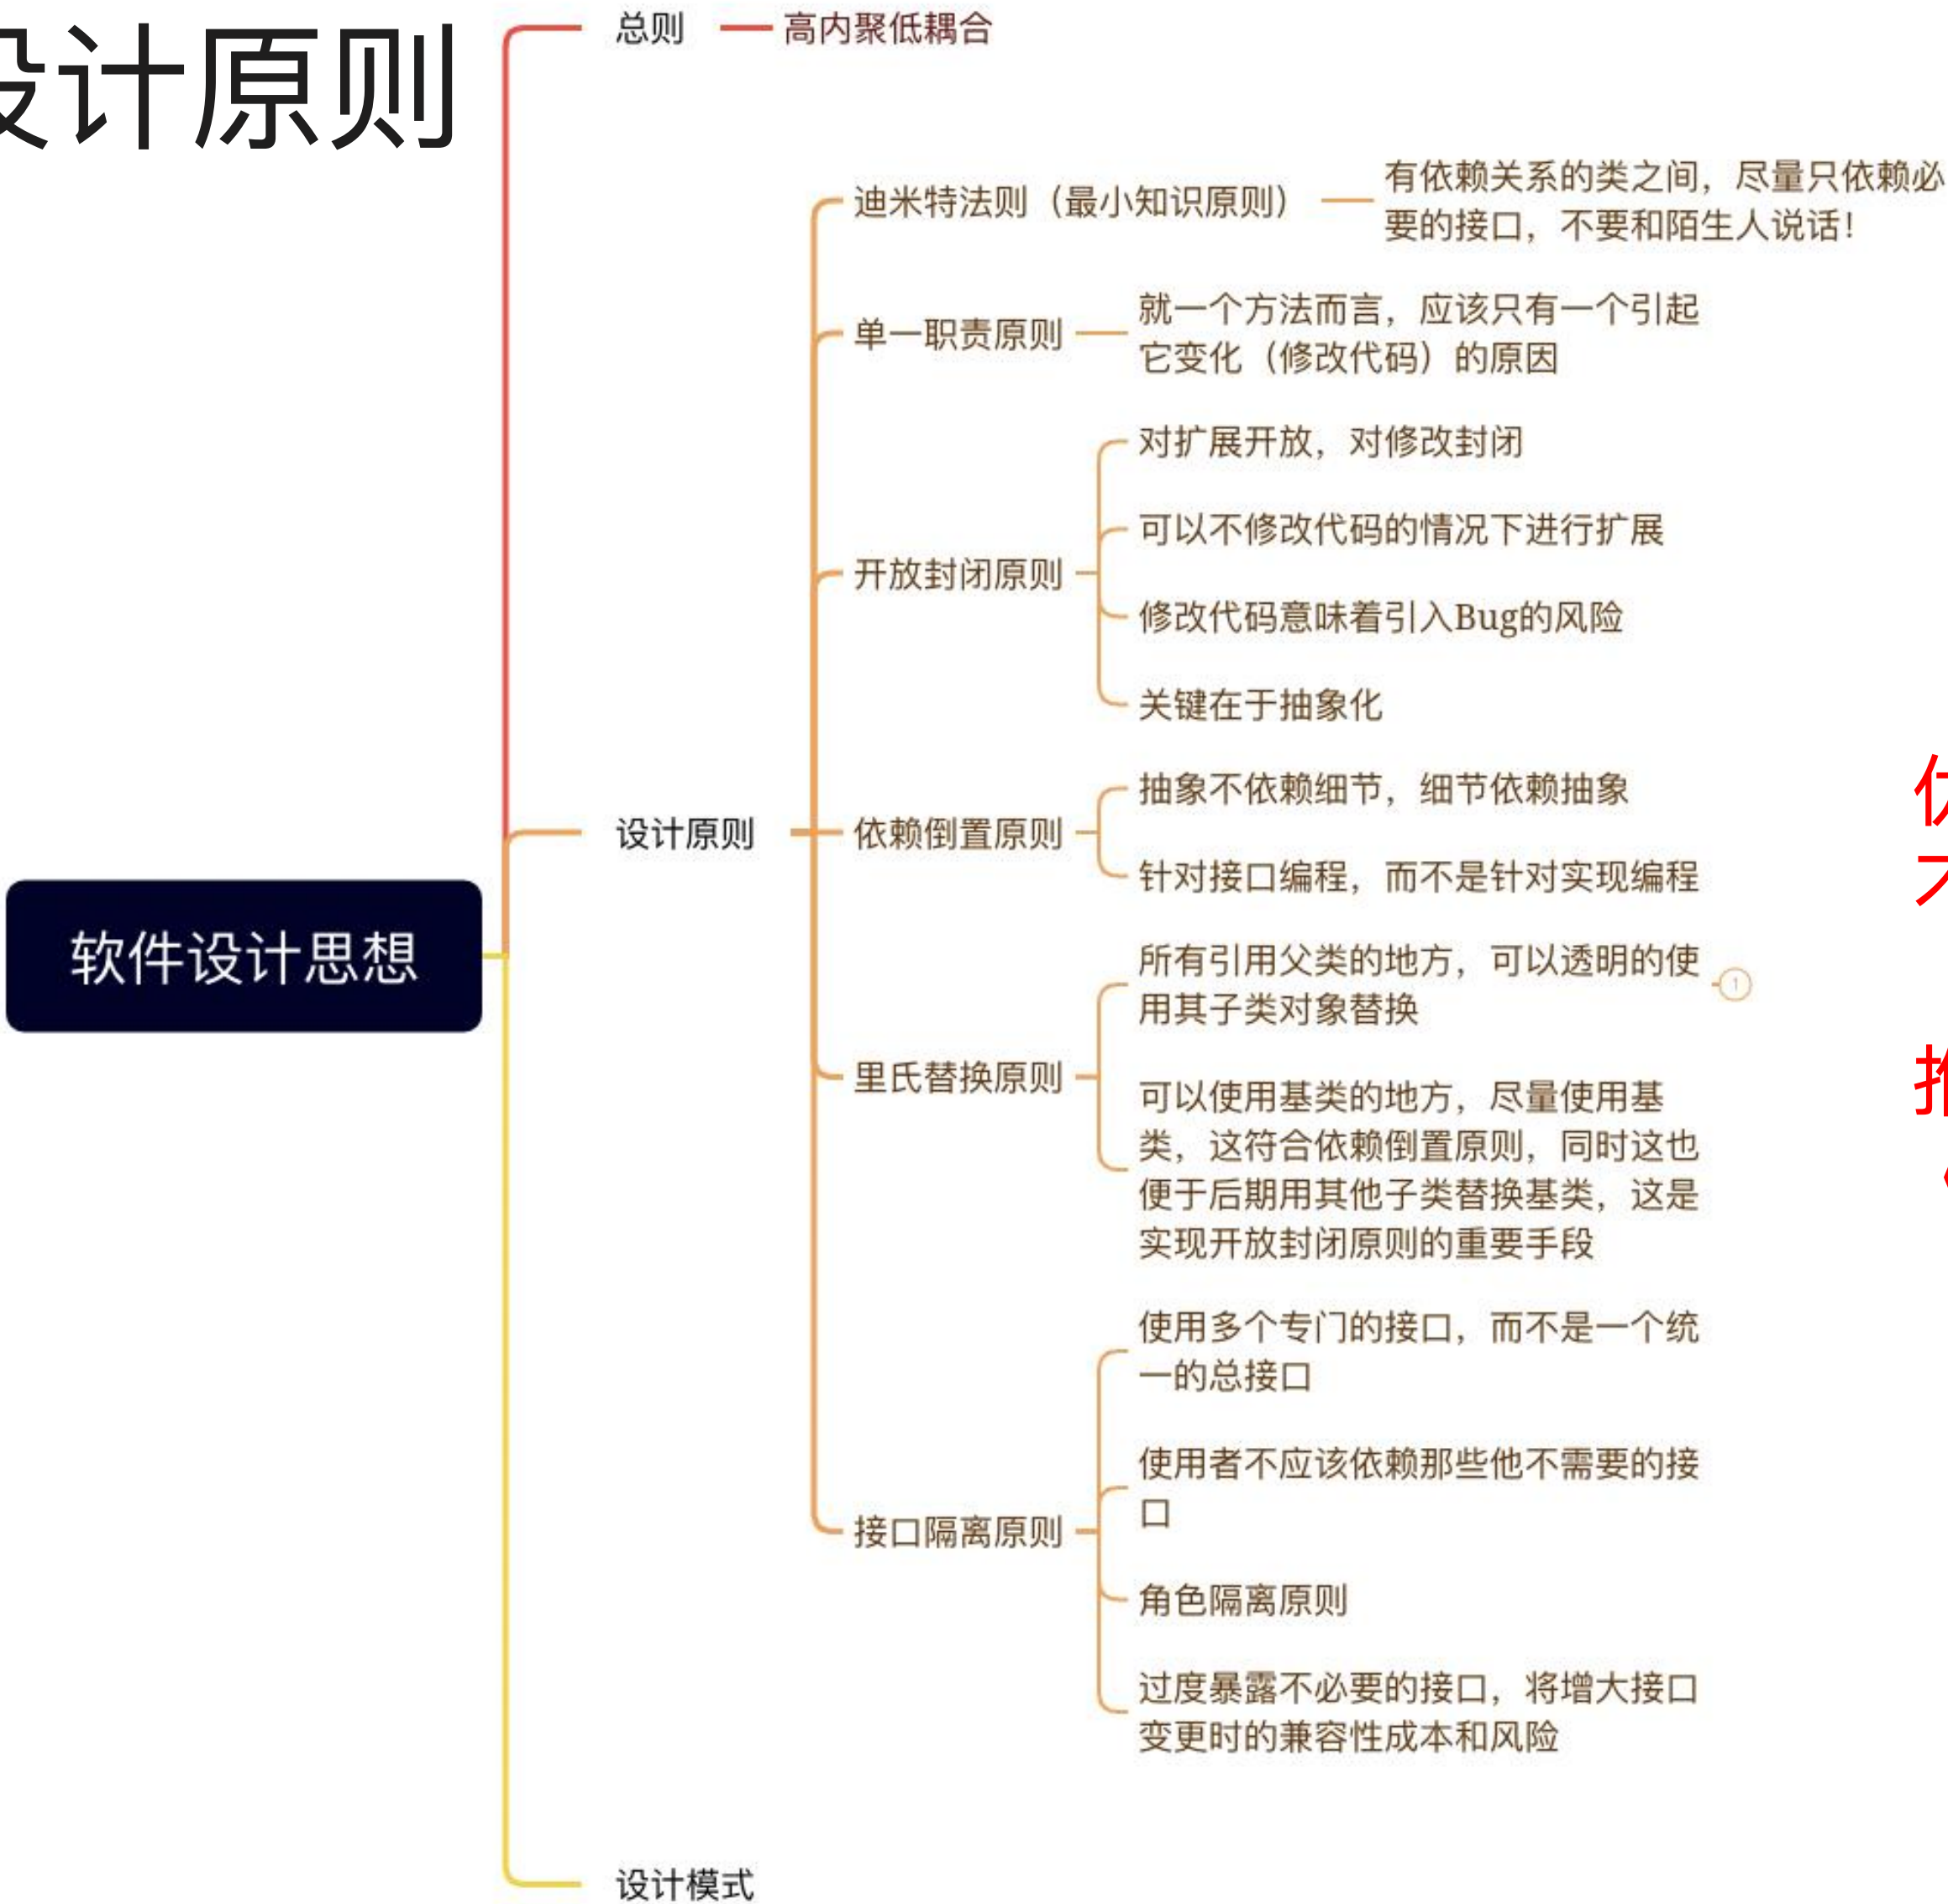 设计原则
总则
高内聚低耦合
迪米特法则（最小知识原则）
有依赖关系的类之间，尽量只依赖必
要的接口，不要和陌生人说话！
单一职责原则
就一个方法而言，应该只有一个引起
它变化（修改代码）的原因
开放封闭原则
对扩展开放，对修改封闭
可以不修改代码的情况下进行扩展
修改代码意味着引入Bug的风险
关键在于抽象化
设计原则
依赖倒置原则
抽象不依赖细节，细节依赖抽象
针对接口编程，而不是针对实现编程
软件设计思想
里氏替换原则
所有引用父类的地方，可以透明的使
用其子类对象替换
1
可以使用基类的地方，尽量使用基
类，这符合依赖倒置原则，同时这也
便于后期用其他子类替换基类，这是
实现开放封闭原则的重要手段
接口隔离原则
使用多个专门的接口，而不是一个统
一的总接口
使用者不应该依赖那些他不需要的接
口
角色隔离原则
过度暴露不必要的接口，将增大接口
变更时的兼容性成本和风险
设计模式